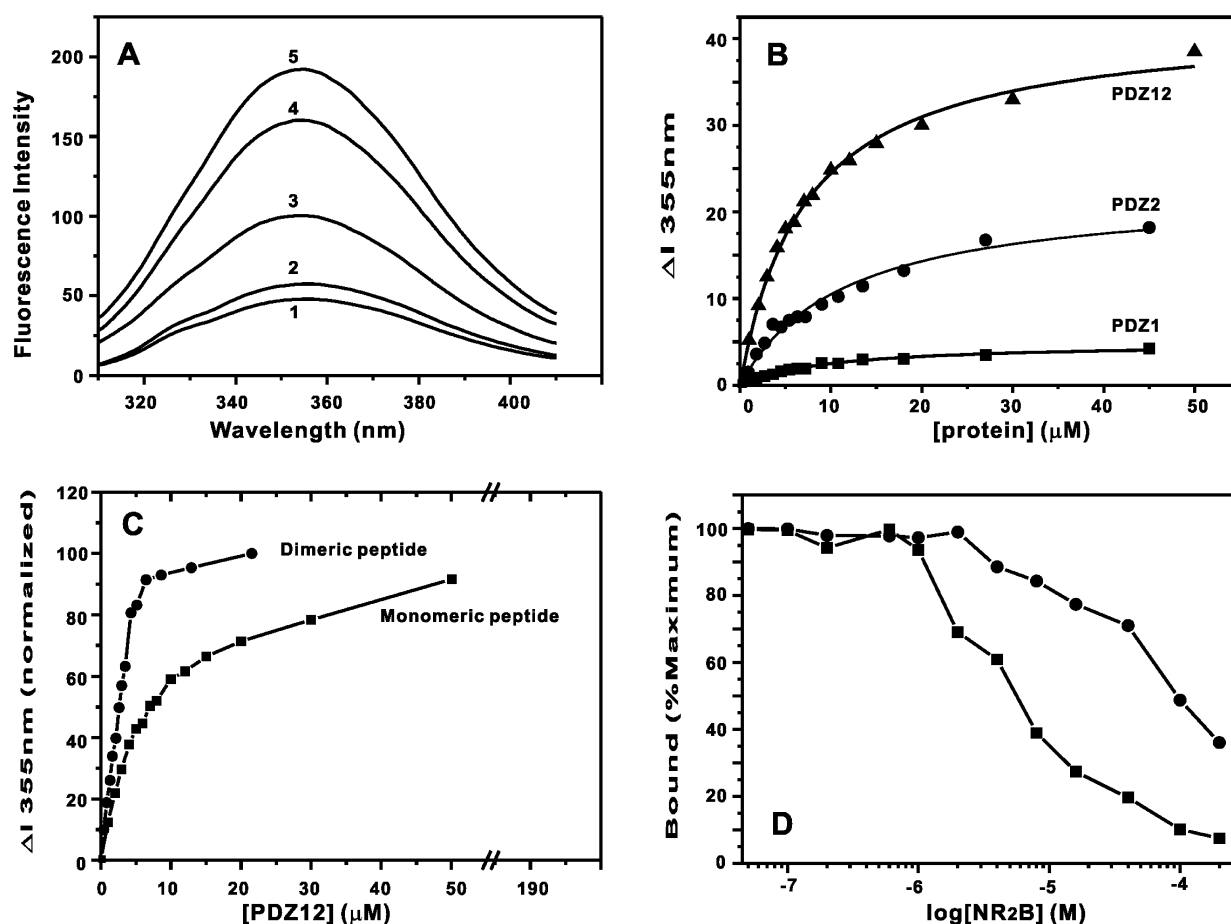 A
Fluorescence Intensity
200
150
100
50
0
5
4
3
2
1
320
340
360
380
400
Wavelength (nm)
B
ΔI 355nm
40
30
20
10
0
PDZ12
PDZ2
PDZ1
0
10
20
30
40
50
[protein] (μM)
C
ΔI 355nm (normalized)
120
100
80
60
40
20
0
Dimeric peptide
Monomeric peptide
0
10
20
30
40
50
190
[PDZ12] (μM)
D
Bound (%Maximum)
100
80
60
40
20
0
-7
-6
-5
-4
log[NR2B] (M)